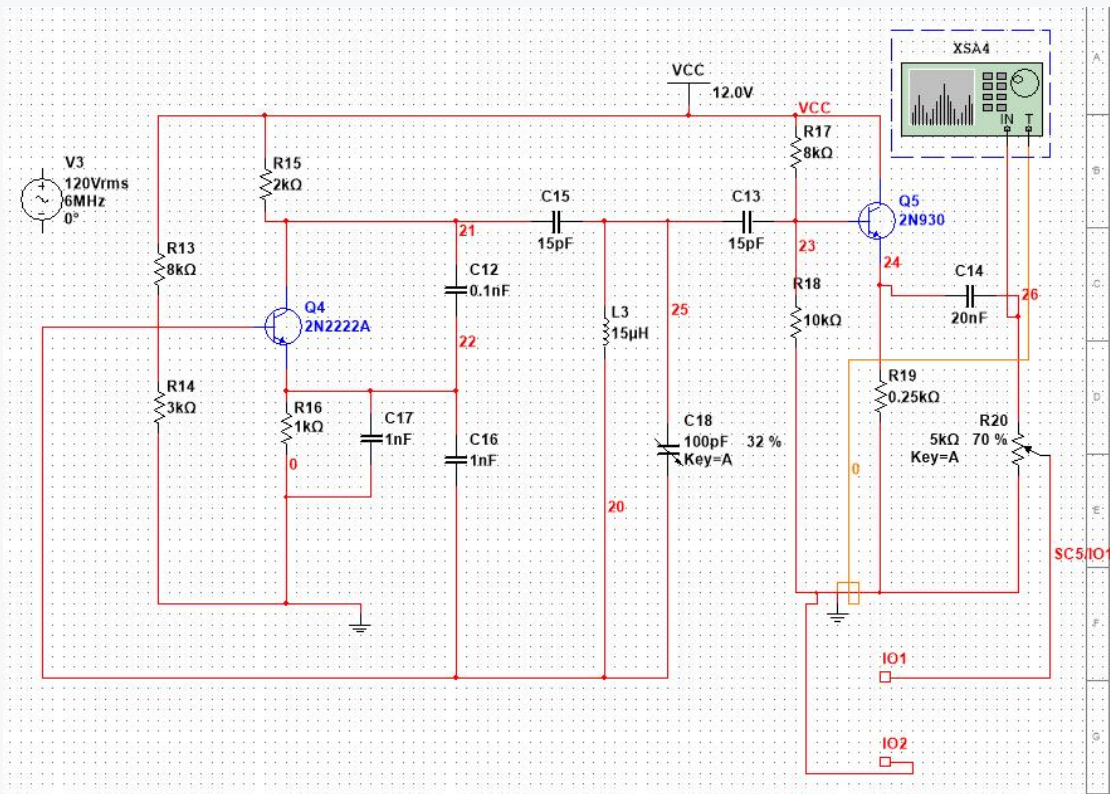 XSA4
IN T
VCC
12.0V
VCC
R17
8kΩ
V3
120Vrms
6MHz
0°
R15
2kΩ
C15
15pF
C13
15pF
Q5
2N930
21
23
24
R13
8kΩ
C12
0.1nF
C14
20nF
26
R18
10kΩ
Q4
2N2222A
L3
15µH
25
22
R14
3kΩ
R16
1kΩ
C17
1nF
C16
1nF
R19
0.25kΩ
C18
100pF 32 %
Key=A
R20
5kΩ 70 %
Key=A
0
0
20
SC5/IO1
IO1
IO2
A
B
C
D
E
F
G